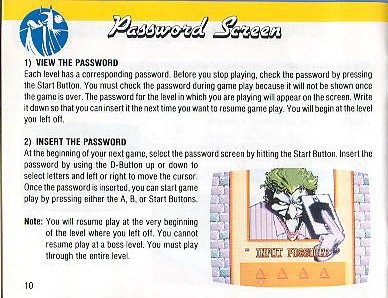 Password Screen
1) VIEW THE PASSWORD
Each level has a corresponding password. Before you stop playing, check the password by pressing
the Start Button. You must check the password during game play because it will not be shown once
the game is over. The password for the level in which you are playing will appear on the screen. Write
it down so that you can insert it the next time you want to resume game play. You will begin at the level
you left off.
2) INSERT THE PASSWORD
At the beginning of your next game, select the password screen by hitting the Start Button. Insert the
password by using the D-Button up or down to
select letters and left or right to move the cursor.
Once the password is inserted, you can start game
play by pressing either the A, B, or Start Buttons.
Note: You will resume play at the very beginning
of the level where you left off. You cannot
resume play at a boss level. You must play
through the entire level.
INPUT PASSWORD
10